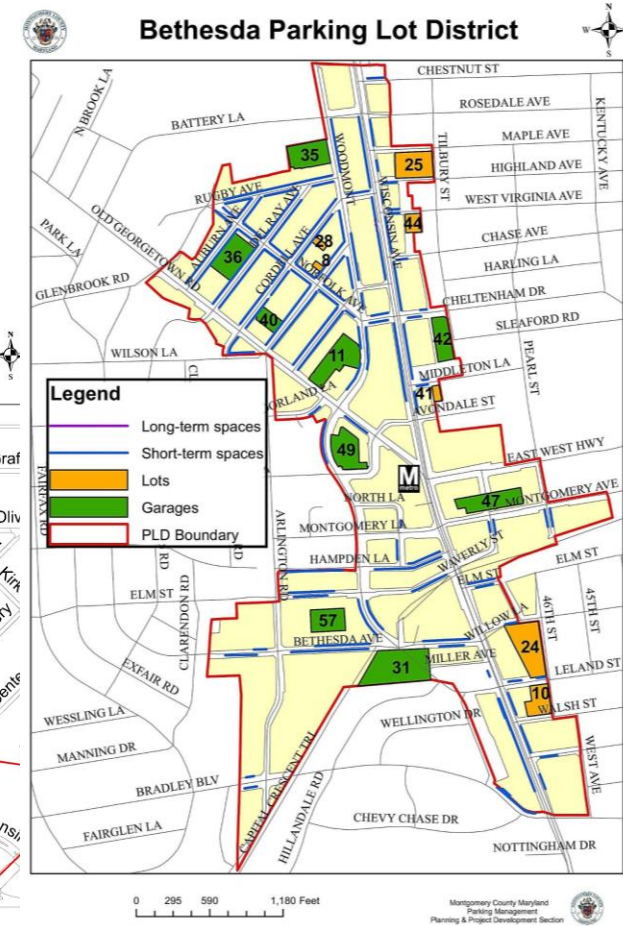 Bethesda Parking Lot District
N
W
S
CHESTNUT ST
N BROOK LA
ROSEDALE AVE
BATTERY LA
KENTUCKY AVE
MAPLE AVE
TILBURY ST
WOODMONT
35
25
HIGHLAND AVE
RUGBY AVE
WISCONSIN AVE
WEST VIRGINIA AVE
OLD GEORGETOWN RD
AUBURN AVE
DEL RAY AVE
44
PARK LA
CORDELL AVE
28
CHASE AVE
36
8
NORFOLK AVE
HARLING LA
GLENBROOK RD
CHELTENHAM DR
40
SLEAFORD RD
42
N
S
WILSON LA
11
MIDDLETON LA
PEARL ST
41
AVONDALE ST
Legend
Long-term spaces
Short-term spaces
Lots
Garages
PLD Boundary
49
EAST WEST HWY
M
FAIRFAX RD
NORTH LA
47
MONTGOMERY AVE
MONTGOMERY LA
ARLINGTON RD
RD
RD
HAMPDEN LA
WAVERLY ST
ELM ST
ELM ST
ELM ST
CLARENDON RD
46TH ST
45TH ST
57
WILLOW LA
BETHESDA AVE
24
EXFAIR RD
31
MILLER AVE
LELAND ST
10
WALSH ST
WESSLING LA
WELLINGTON DR
MANNING DR
CAPITAL CRESCENT TRL
WEST AVE
BRADLEY BLV
HILLANDALE RD
CHEVY CHASE DR
FAIRGLEN LA
NOTTINGHAM DR
0 295 590 1,180 Feet
Montgomery County Maryland
Parking Management
Planning & Project Development Section